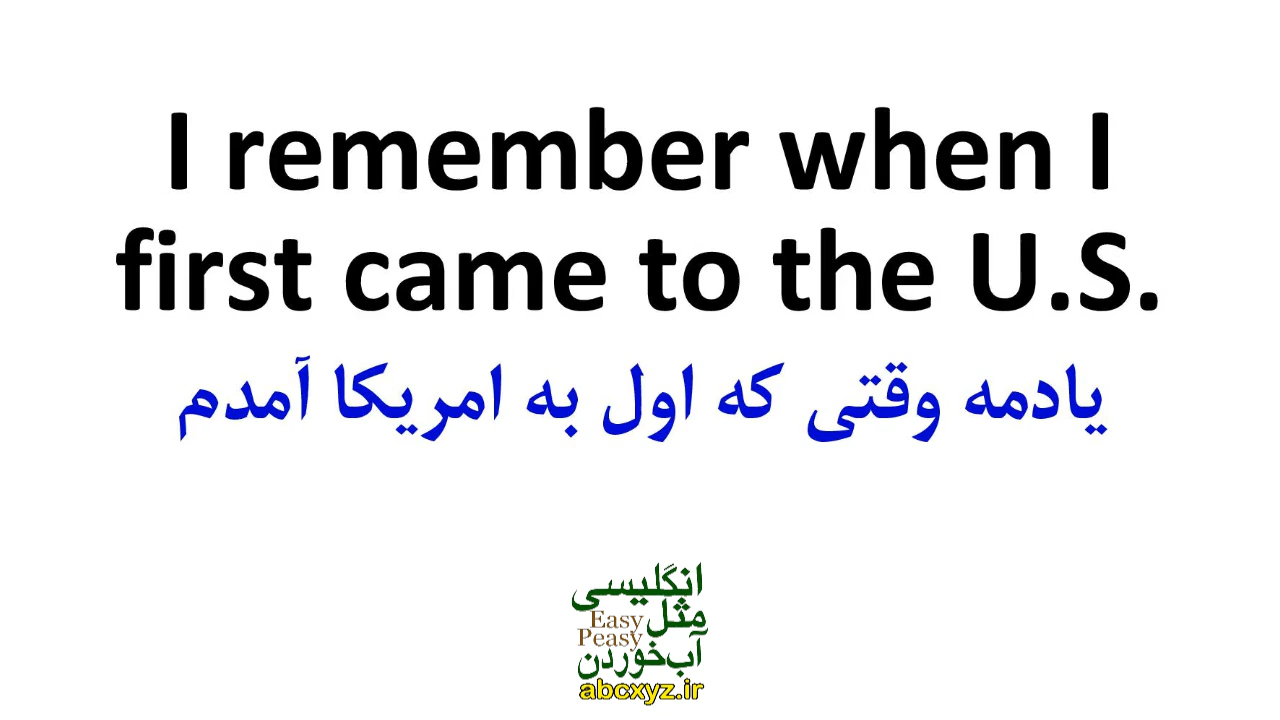 I remember when I
first came to the U.S.
یادمه وقتی که اول به امریکا آمدم
انگلیسی
مثل
Easy
Peasy
آب‌خوردن
abcxyz.ir